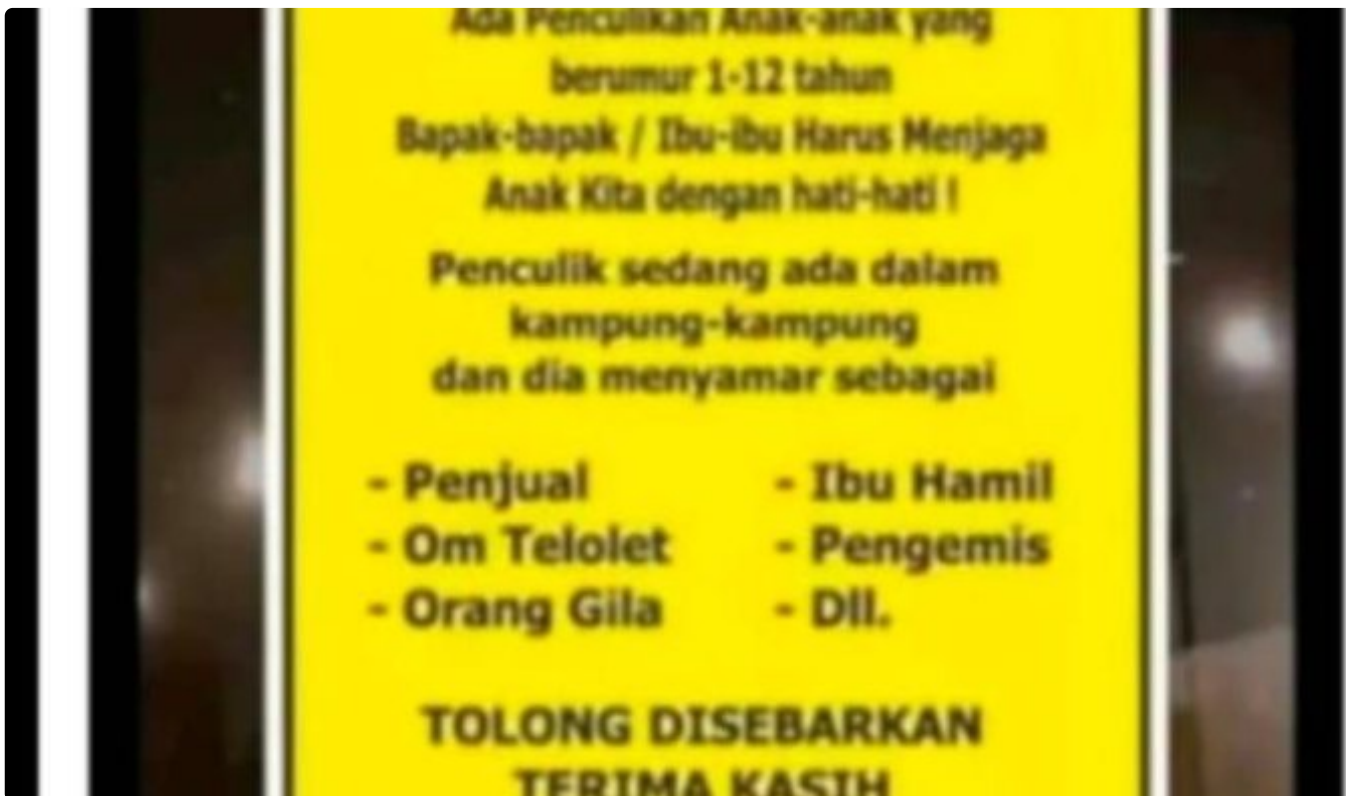 Ada Penculikan Anak-anak yang
berumur 1-12 tahun
Bapak-bapak / Ibu-ibu Harus Menjaga
Anak Kita dengan hati-hati !
Penculik sedang ada dalam
kampung-kampung
dan dia menyamar sebagai
- Penjual
- Om Telolet
- Orang Gila
- Ibu Hamil
- Pengemis
- Dll.
TOLONG DISEBARKAN
TERIMA KASIH